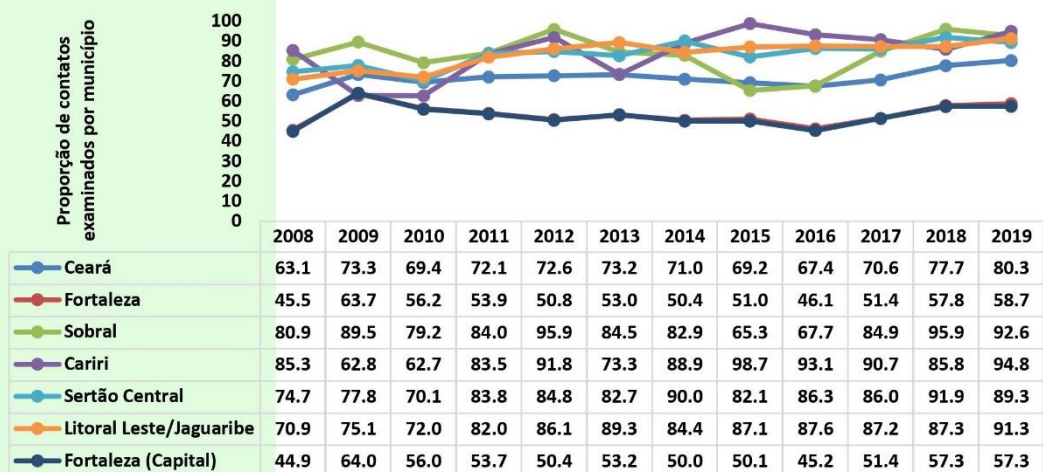 Proporção de contatos
examinados por município
100
90
80
70
60
50
40
30
20
10
0
2008 2009 2010 2011 2012 2013 2014 2015 2016 2017 2018 2019
Ceará 63.1 73.3 69.4 72.1 72.6 73.2 71.0 69.2 67.4 70.6 77.7 80.3
Fortaleza 45.5 63.7 56.2 53.9 50.8 53.0 50.4 51.0 46.1 51.4 57.8 58.7
Sobral 80.9 89.5 79.2 84.0 95.9 84.5 82.9 65.3 67.7 84.9 95.9 92.6
Cariri 85.3 62.8 62.7 83.5 91.8 73.3 88.9 98.7 93.1 90.7 85.8 94.8
Sertão Central 74.7 77.8 70.1 83.8 84.8 82.7 90.0 82.1 86.3 86.0 91.9 89.3
Litoral Leste/Jaguaribe 70.9 75.1 72.0 82.0 86.1 89.3 84.4 87.1 87.6 87.2 87.3 91.3
Fortaleza (Capital) 44.9 64.0 56.0 53.7 50.4 53.2 50.0 50.1 45.2 51.4 57.3 57.3